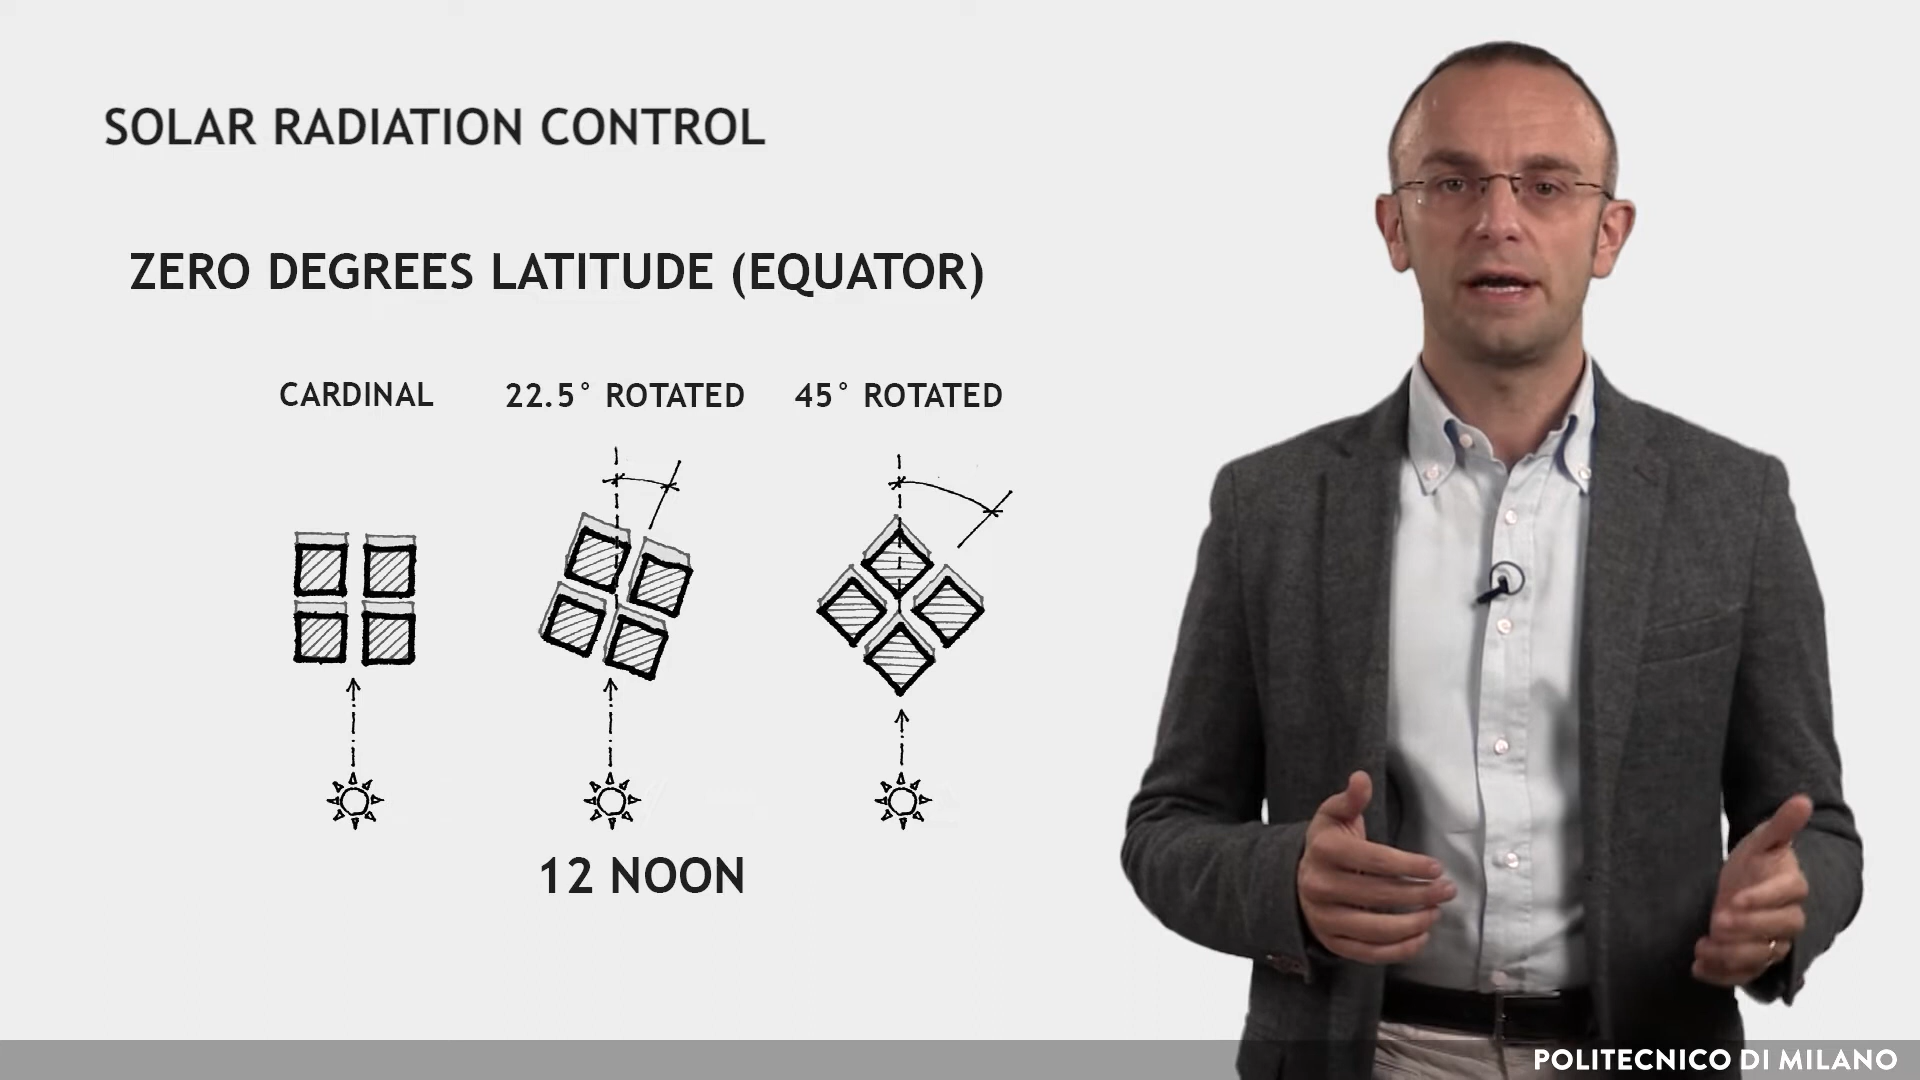 SOLAR RADIATION CONTROL
ZERO DEGREES LATITUDE (EQUATOR)
CARDINAL
22.5° ROTATED
45° ROTATED
12 NOON
POLITECNICO DI MILANO